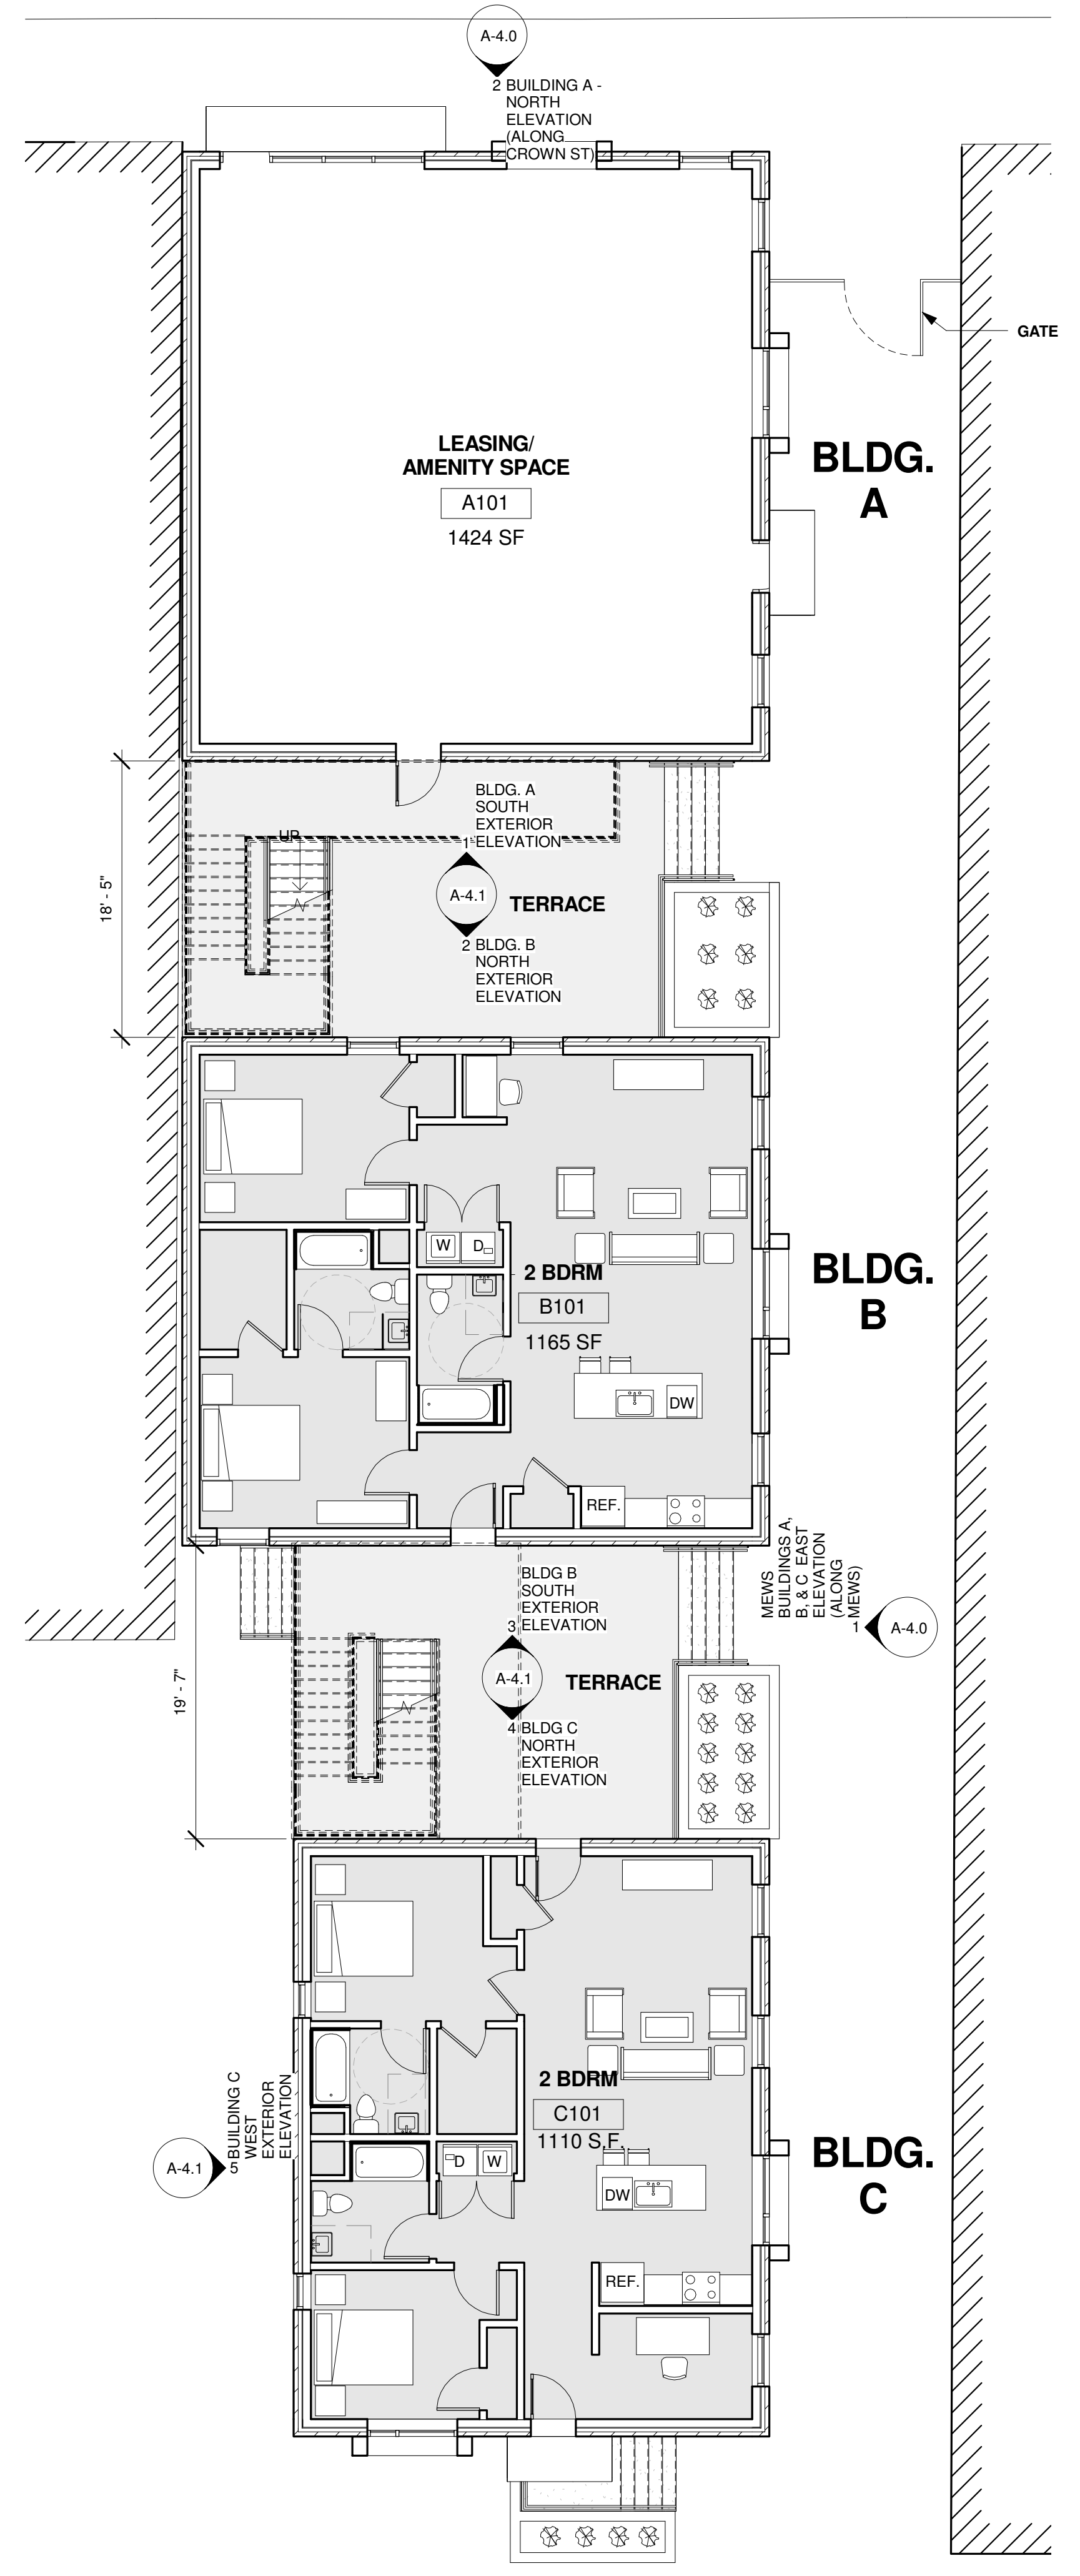 A-4.0
2 BUILDING A -
NORTH
ELEVATION
(ALONG
CROWN ST)
GATE
LEASING/
AMENITY SPACE
A101
1424 SF
BLDG.
A
BLDG. A
SOUTH
EXTERIOR
ELEVATION
1
UP
A-4.1
TERRACE
18' - 5"
2 BLDG. B
NORTH
EXTERIOR
ELEVATION
W
D
2 BDRM
B101
1165 SF
BLDG.
B
DW
REF.
MEWS
BUILDINGS A,
B, & C EAST
ELEVATION
(ALONG
MEWS)
1
A-4.0
BLDG B
SOUTH
EXTERIOR
ELEVATION
3
A-4.1
TERRACE
19' - 7"
4 BLDG C
NORTH
EXTERIOR
ELEVATION
2 BDRM
C101
1110 S.F.
BUILDING C
WEST
EXTERIOR
ELEVATION
A-4.1
5
D
W
DW
BLDG.
C
REF.